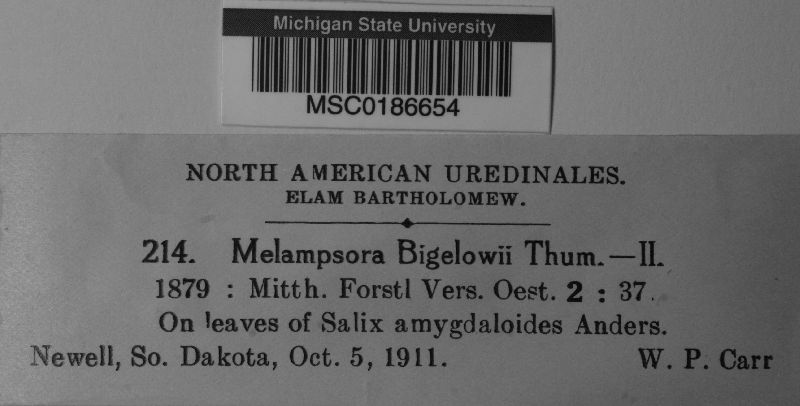 Michigan State University
MSC0186654
NORTH AMERICAN UREDINALES.
ELAM BARTHOLOMEW.
214. Melampsora Bigelowii Thum.—II.
1879 : Mitth. Forstl Vers. Oest. 2 : 37.
On leaves of Salix amygdaloides Anders.
Newell, So. Dakota, Oct. 5, 1911. W. P. Carr